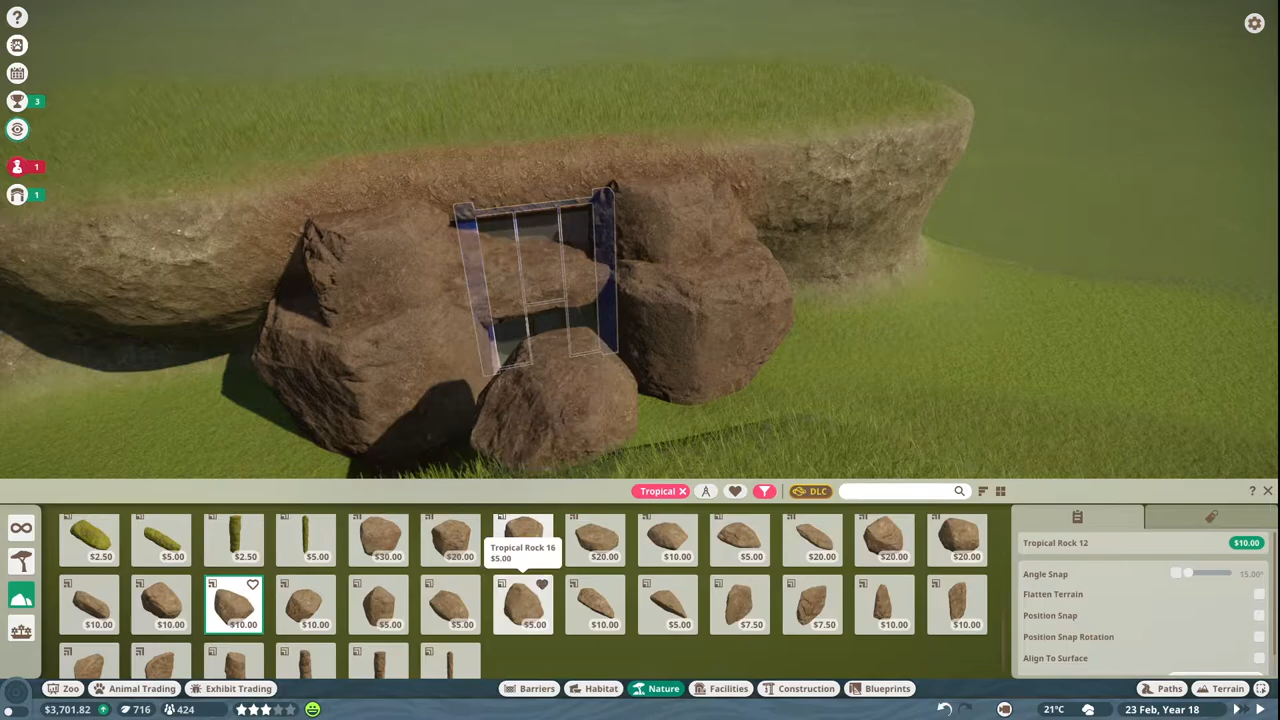 ?
3
1
1
Tropical ✕
DLC
?
$2.50
$5.00
$2.50
$5.00
$30.00
$20.00
Tropical Rock 16
$5.00
$20.00
$10.00
$5.00
$20.00
$20.00
$20.00
$10.00
$10.00
$10.00
$10.00
$5.00
$5.00
$5.00
$10.00
$5.00
$7.50
$7.50
$10.00
$10.00
Tropical Rock 12
$10.00
Angle Snap
15.00°
Flatten Terrain
Position Snap
Position Snap Rotation
Align To Surface
Zoo
Animal Trading
Exhibit Trading
Barriers
Habitat
Nature
Facilities
Construction
Blueprints
Paths
Terrain
$3,701.82
716
424
21°C
23 Feb, Year 18